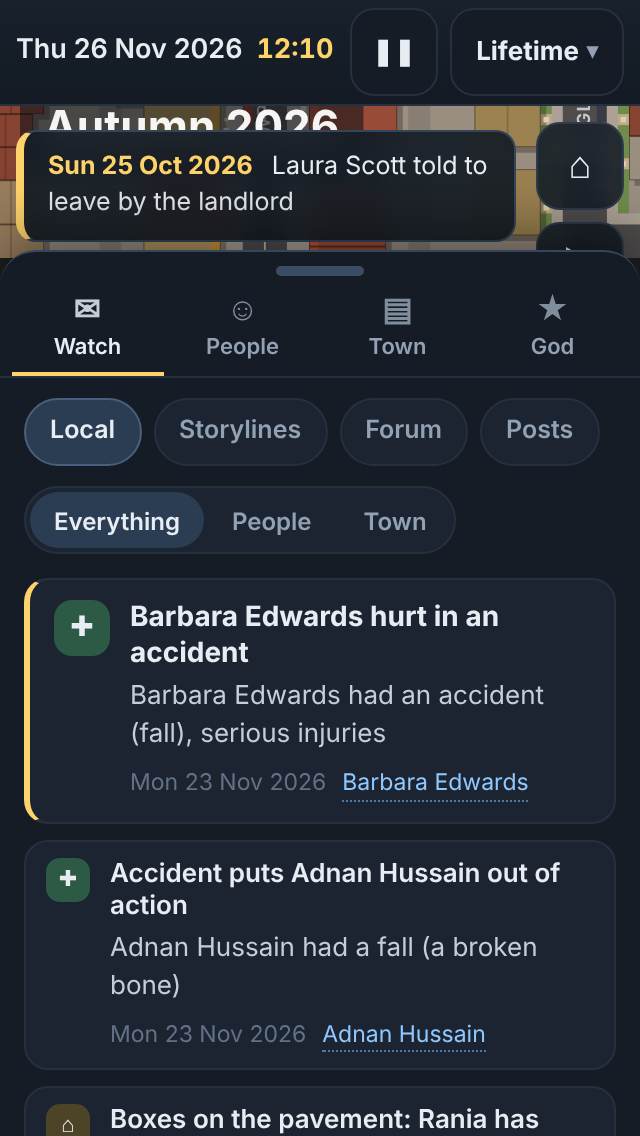 Thu 26 Nov 2026 12:10
Lifetime ▾
Autumn 2026
Sun 25 Oct 2026 Laura Scott told to
leave by the landlord
Watch
People
Town
God
Local
Storylines
Forum
Posts
Everything
People
Town
Barbara Edwards hurt in an
accident
Barbara Edwards had an accident
(fall), serious injuries
Mon 23 Nov 2026 Barbara Edwards
Accident puts Adnan Hussain out of
action
Adnan Hussain had a fall (a broken
bone)
Mon 23 Nov 2026 Adnan Hussain
Boxes on the pavement: Rania has